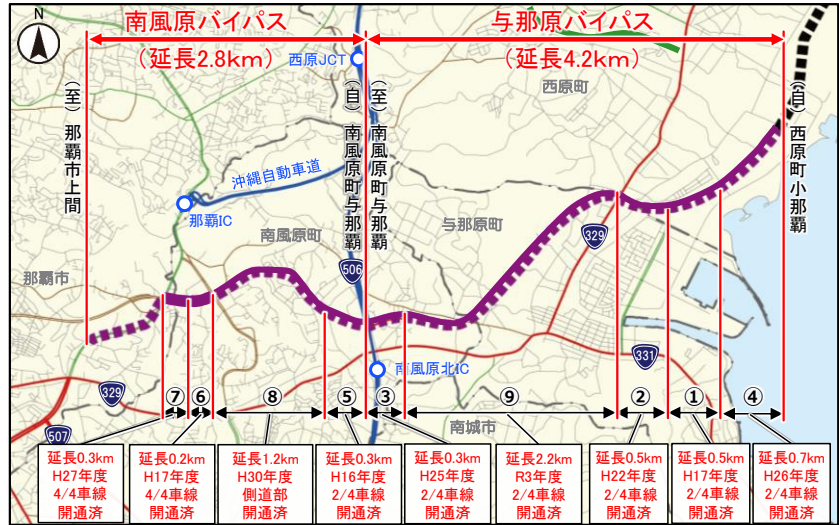 南風原バイパス
（延長2.8km）
与那原バイパス
（延長4.2km）
N
（至）那覇市上間
（自）南風原町与那覇
（至）南風原町与那覇
（自）西原町小那覇
西原JCT
西原町
沖縄自動車道
那覇IC
南風原町
与那原町
那覇市
329
506
331
南風原北IC
329
507
南城市
⑦
⑥
⑧
⑤
③
⑨
②
①
④
延長0.3km
H27年度
4/4車線
開通済
延長0.2km
H17年度
4/4車線
開通済
延長1.2km
H30年度
側道部
開通済
延長0.3km
H16年度
2/4車線
開通済
延長0.3km
H25年度
2/4車線
開通済
延長2.2km
R3年度
2/4車線
開通済
延長0.5km
H22年度
2/4車線
開通済
延長0.5km
H17年度
2/4車線
開通済
延長0.7km
H26年度
2/4車線
開通済